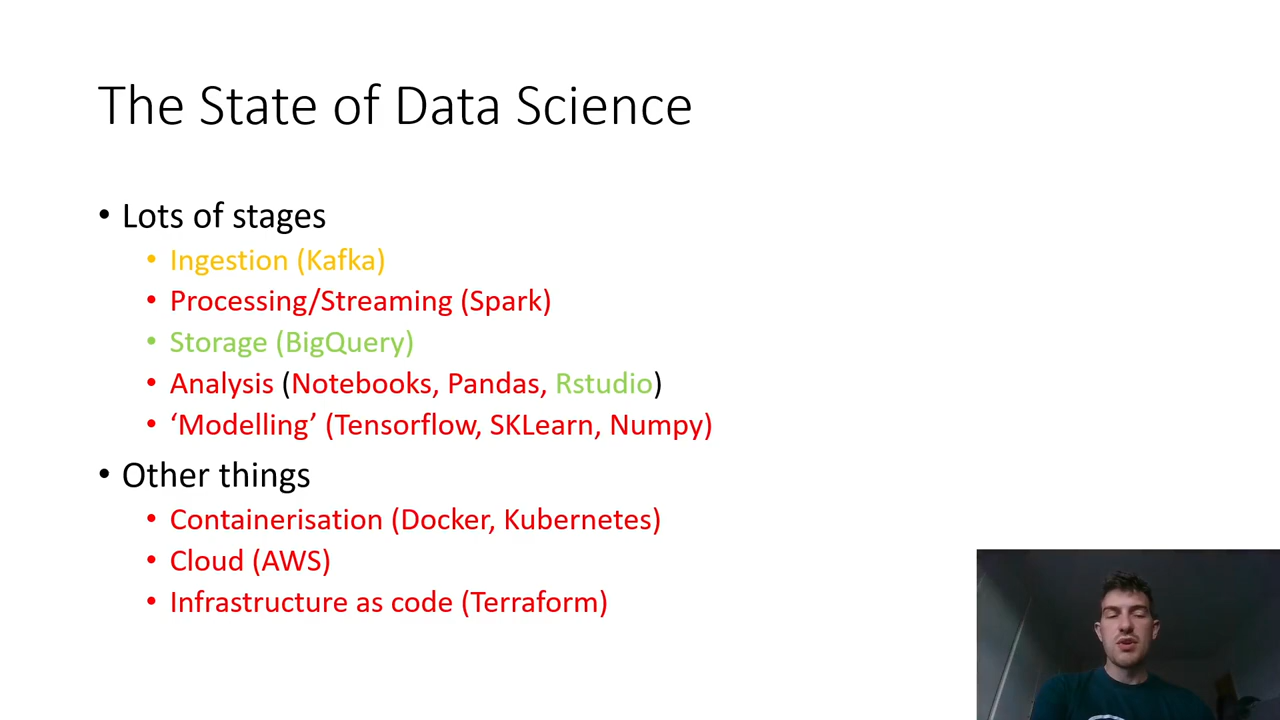 The State of Data Science
• Lots of stages
• Ingestion (Kafka)
• Processing/Streaming (Spark)
• Storage (BigQuery)
• Analysis (Notebooks, Pandas, Rstudio)
• ‘Modelling’ (Tensorflow, SKLearn, Numpy)
• Other things
• Containerisation (Docker, Kubernetes)
• Cloud (AWS)
• Infrastructure as code (Terraform)